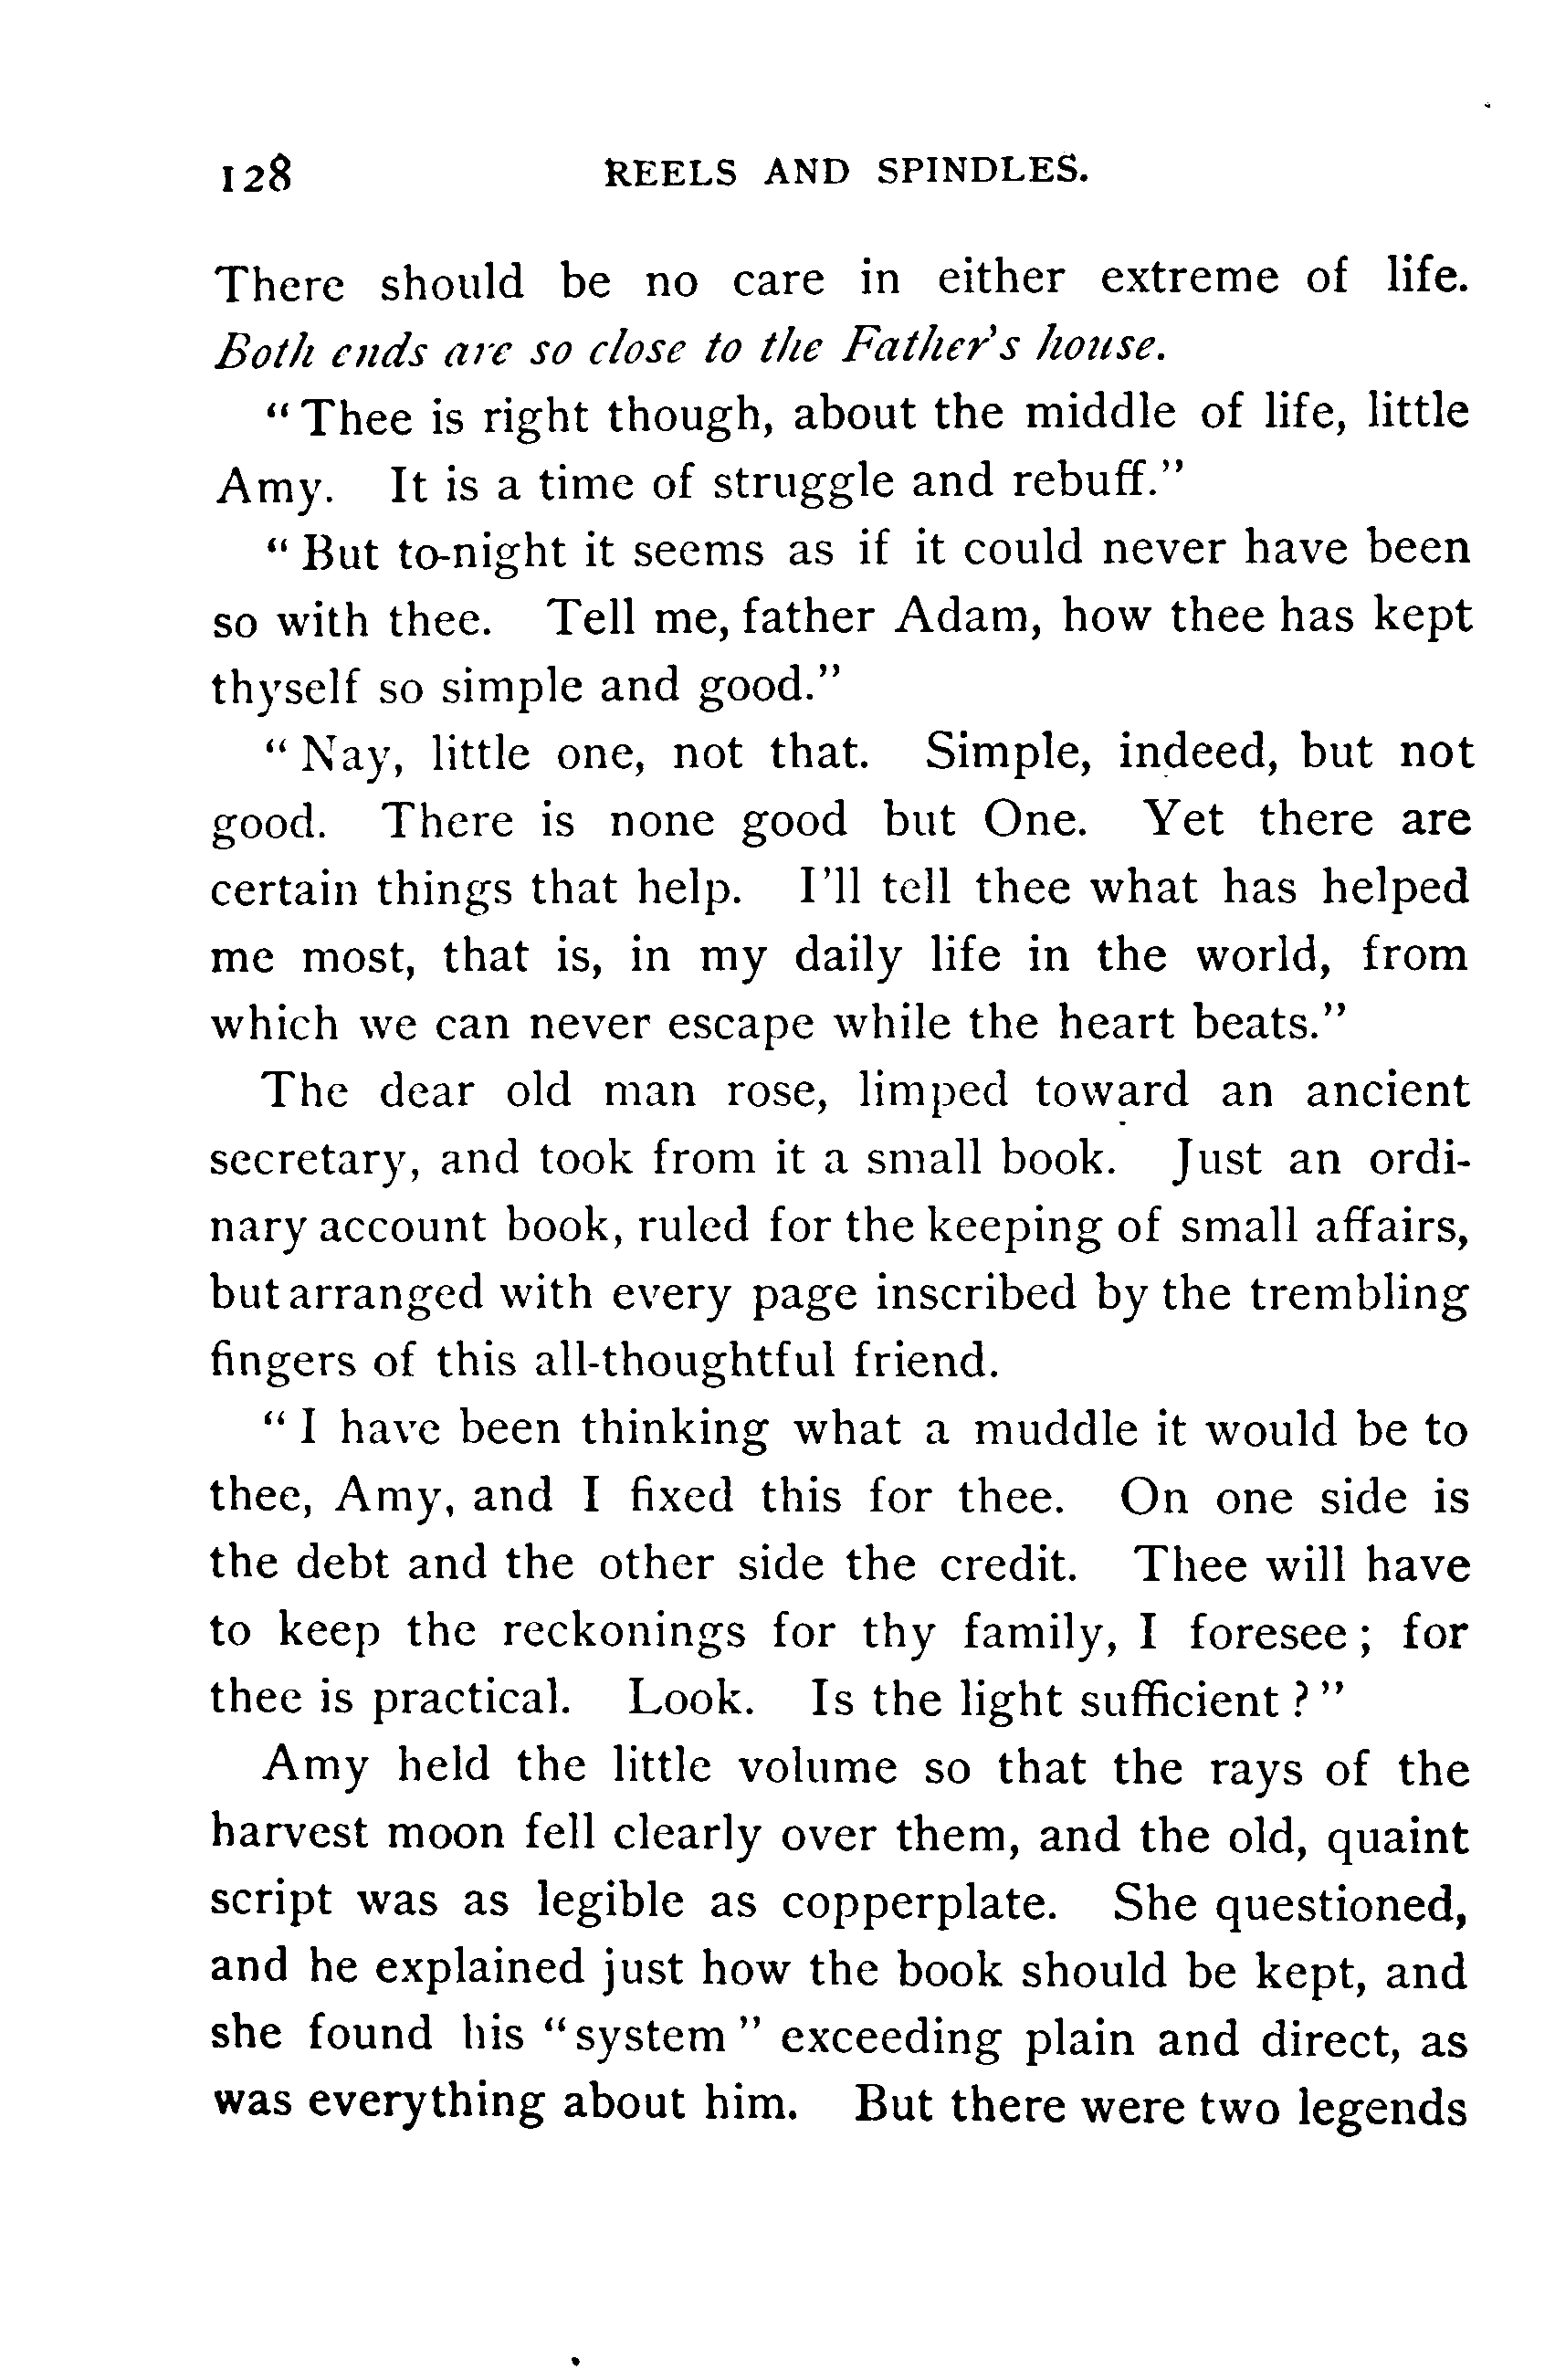 128 REELS AND SPINDLES.
There should be no care in either extreme of life.
Both ends are so close to the Father's house.
“Thee is right though, about the middle of life, little
Amy. It is a time of struggle and rebuff.”
“But to-night it seems as if it could never have been
so with thee. Tell me, father Adam, how thee has kept
thyself so simple and good.”
“Nay, little one, not that. Simple, indeed, but not
good. There is none good but One. Yet there are
certain things that help. I’ll tell thee what has helped
me most, that is, in my daily life in the world, from
which we can never escape while the heart beats.”
The dear old man rose, limped toward an ancient
secretary, and took from it a small book. Just an ordi-
nary account book, ruled for the keeping of small affairs,
but arranged with every page inscribed by the trembling
fingers of this all-thoughtful friend.
“I have been thinking what a muddle it would be to
thee, Amy, and I fixed this for thee. On one side is
the debt and the other side the credit. Thee will have
to keep the reckonings for thy family, I foresee; for
thee is practical. Look. Is the light sufficient?”
Amy held the little volume so that the rays of the
harvest moon fell clearly over them, and the old, quaint
script was as legible as copperplate. She questioned,
and he explained just how the book should be kept, and
she found his “system” exceeding plain and direct, as
was everything about him. But there were two legends